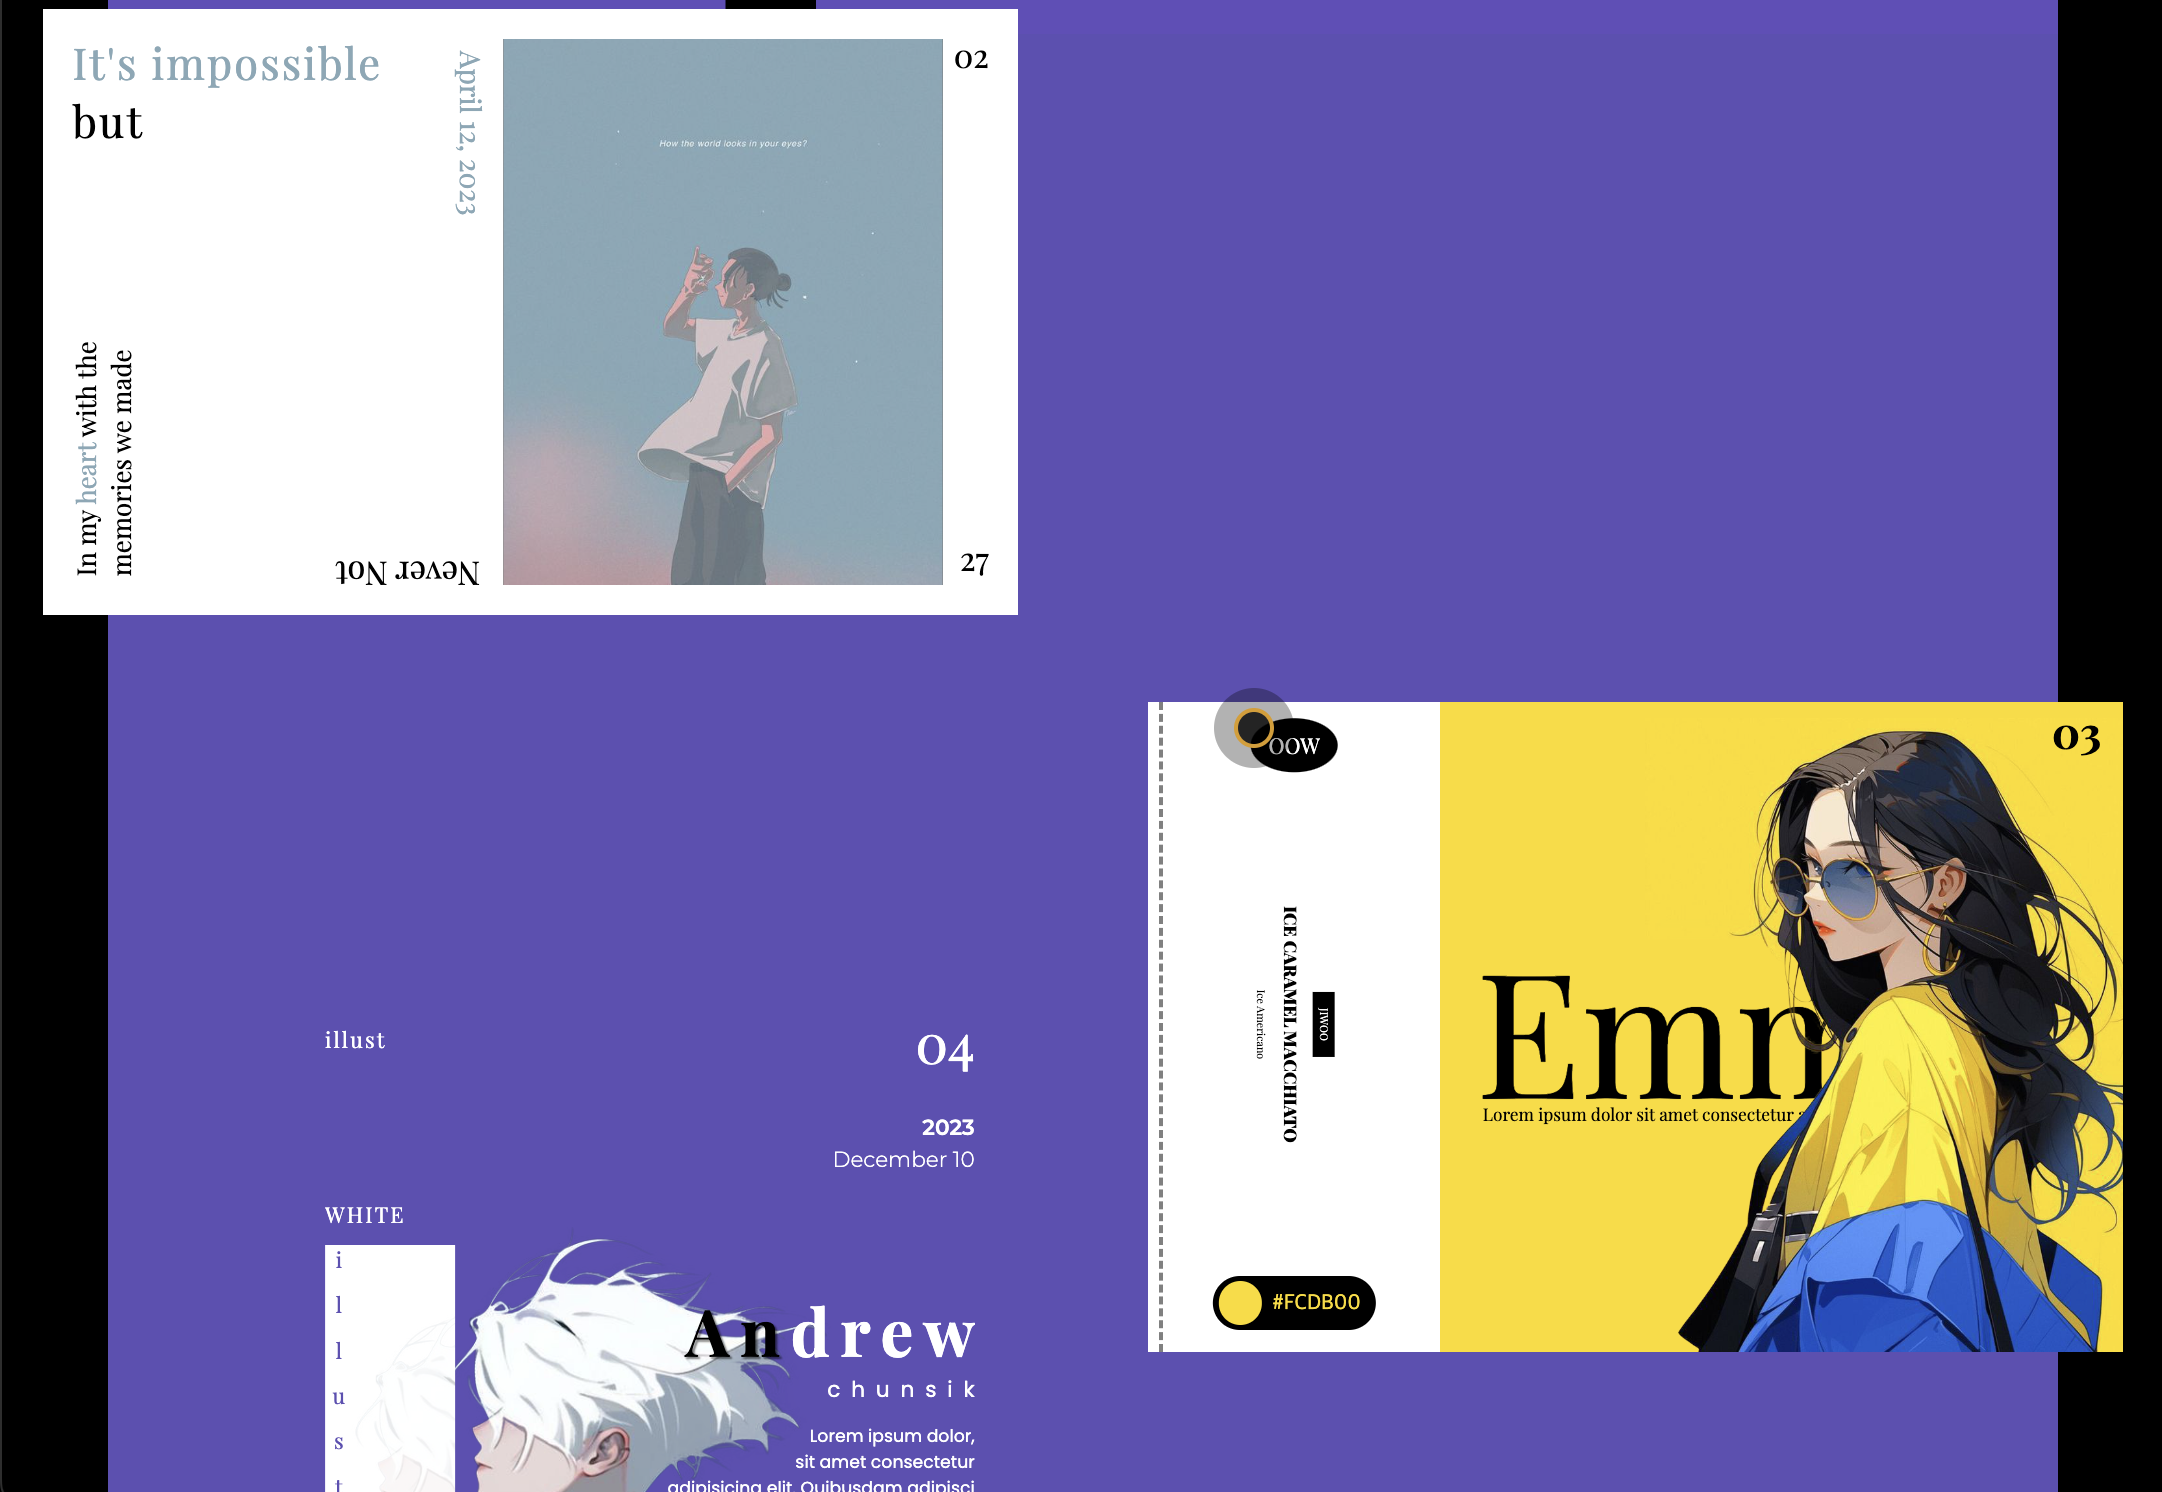 It's impossible
but
April 12, 2023
How the world looks in your eyes?
02
In my heart with the
memories we made
Never Not
27
OOW
ICE CARAMEL MACCHIATO
Ice Americano
JIWOO
#FCDB00
03
Lorem ipsum dolor sit amet consectetur
illust
04
2023
December 10
WHITE
i
l
l
u
s
t
Andrew
chunsik
Lorem ipsum dolor,
sit amet consectetur
adipisicing elit. Quibusdam adipisci